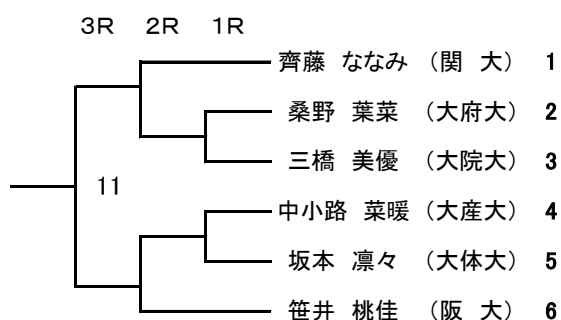 3R 2R 1R
齊藤 ななみ (関 大) 1
桑野 葉菜 (大府大) 2
三橋 美優 (大院大) 3
11
中小路 菜暖 (大産大) 4
坂本 凛々 (大体大) 5
笹井 桃佳 (阪 大) 6